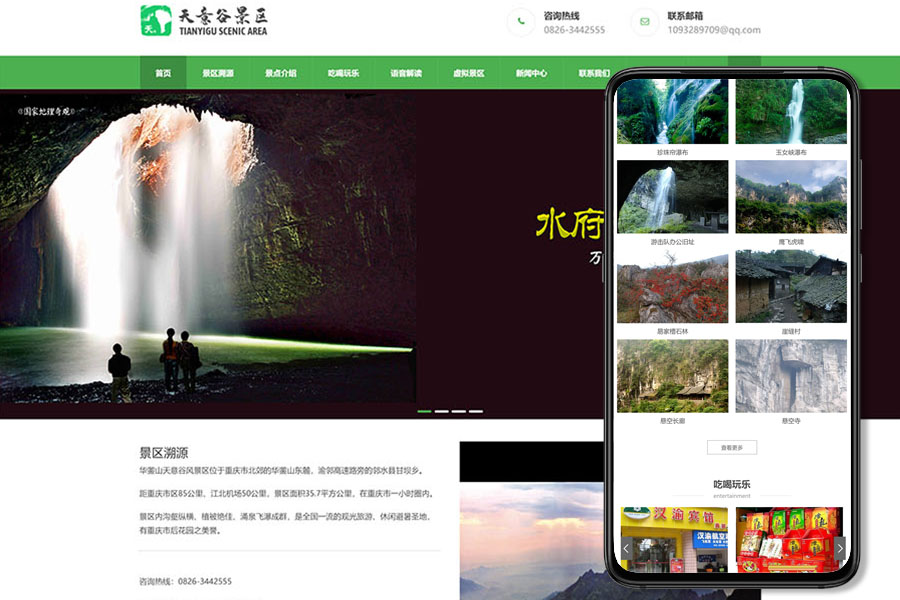 天意谷景区
TIANYIGU SCENIC AREA
咨询热线
0826-3442555
联系邮箱
1093289709@qq.com
首页 景区溯源 景点介绍 吃喝玩乐 语音解读 虚拟景区 新闻中心 联系我们
国家地理奇观
水府
万
景区溯源
华蓥山天意谷风景区位于重庆市北郊的华蓥山东麓，渝邻高速路旁的邻水县甘坝乡。
距重庆市区85公里，江北机场50公里，景区面积35.7平方公里，在重庆市一小时圈内。
景区内沟壑纵横、植被绝佳、涌泉飞瀑成群，是全国一流的观光旅游、休闲避暑圣地，
有重庆市后花园之美誉。
咨询热线：0826-3442555
珍珠帘瀑布 玉女峡瀑布
游击队办公旧址 鹰飞虎啸
易家槽石林 崖缝村
悬空长廊 悬空寺
查看更多
吃喝玩乐
entertainment
汉渝宾馆